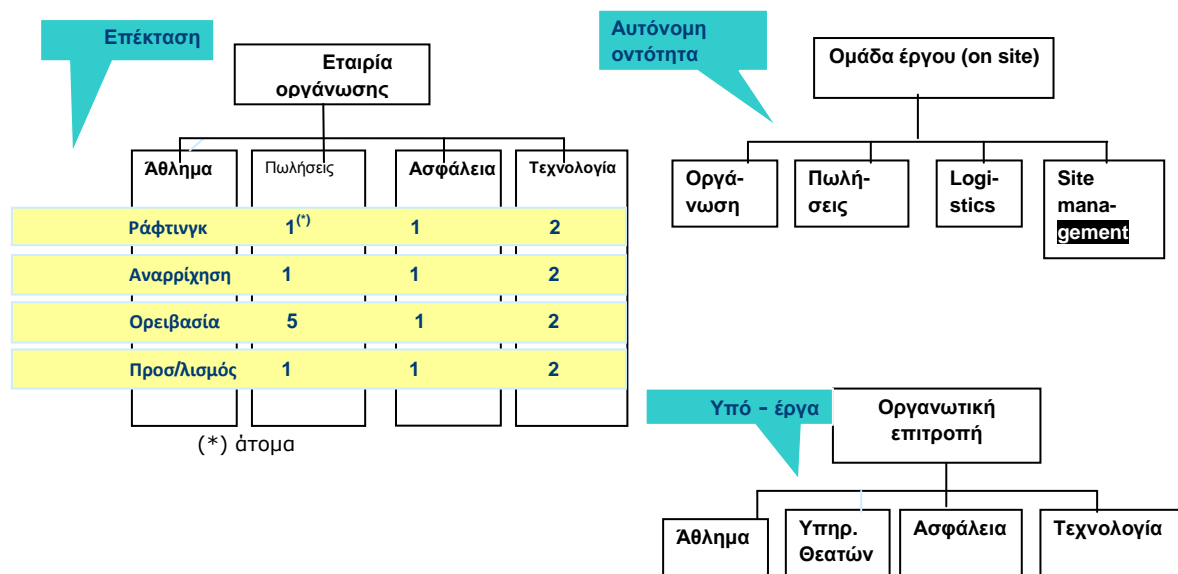 Επέκταση
Εταιρία
οργάνωσης
Άθλημα Πωλήσεις Ασφάλεια Τεχνολογία
Ράφτινγκ 1(*) 1 2
Αναρρίχηση 1 1 2
Ορειβασία 5 1 2
Προσ/λισμός 1 1 2
(*) άτομα
Αυτόνομη
οντότητα
Ομάδα έργου (on site)
Οργά-
νωση
Πωλή-
σεις
Logi-
stics
Site
mana-
gement
Υπό - έργα
Οργανωτική
επιτροπή
Άθλημα
Υπηρ.
Θεατών
Ασφάλεια
Τεχνολογία